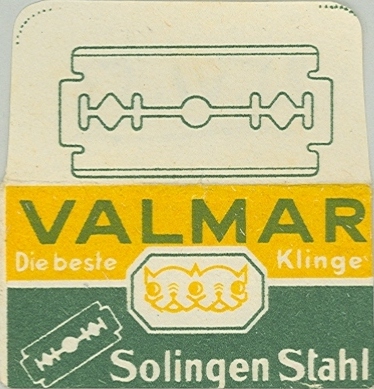 VALMAR
Die beste Klinge
Solingen Stahl